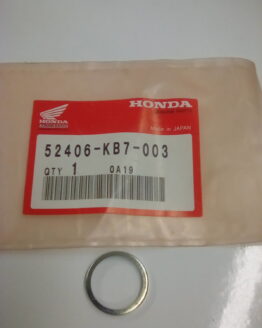 HONDA
HONDA
Made in JAPAN
52406-KB7-003
QTY 1 0A19